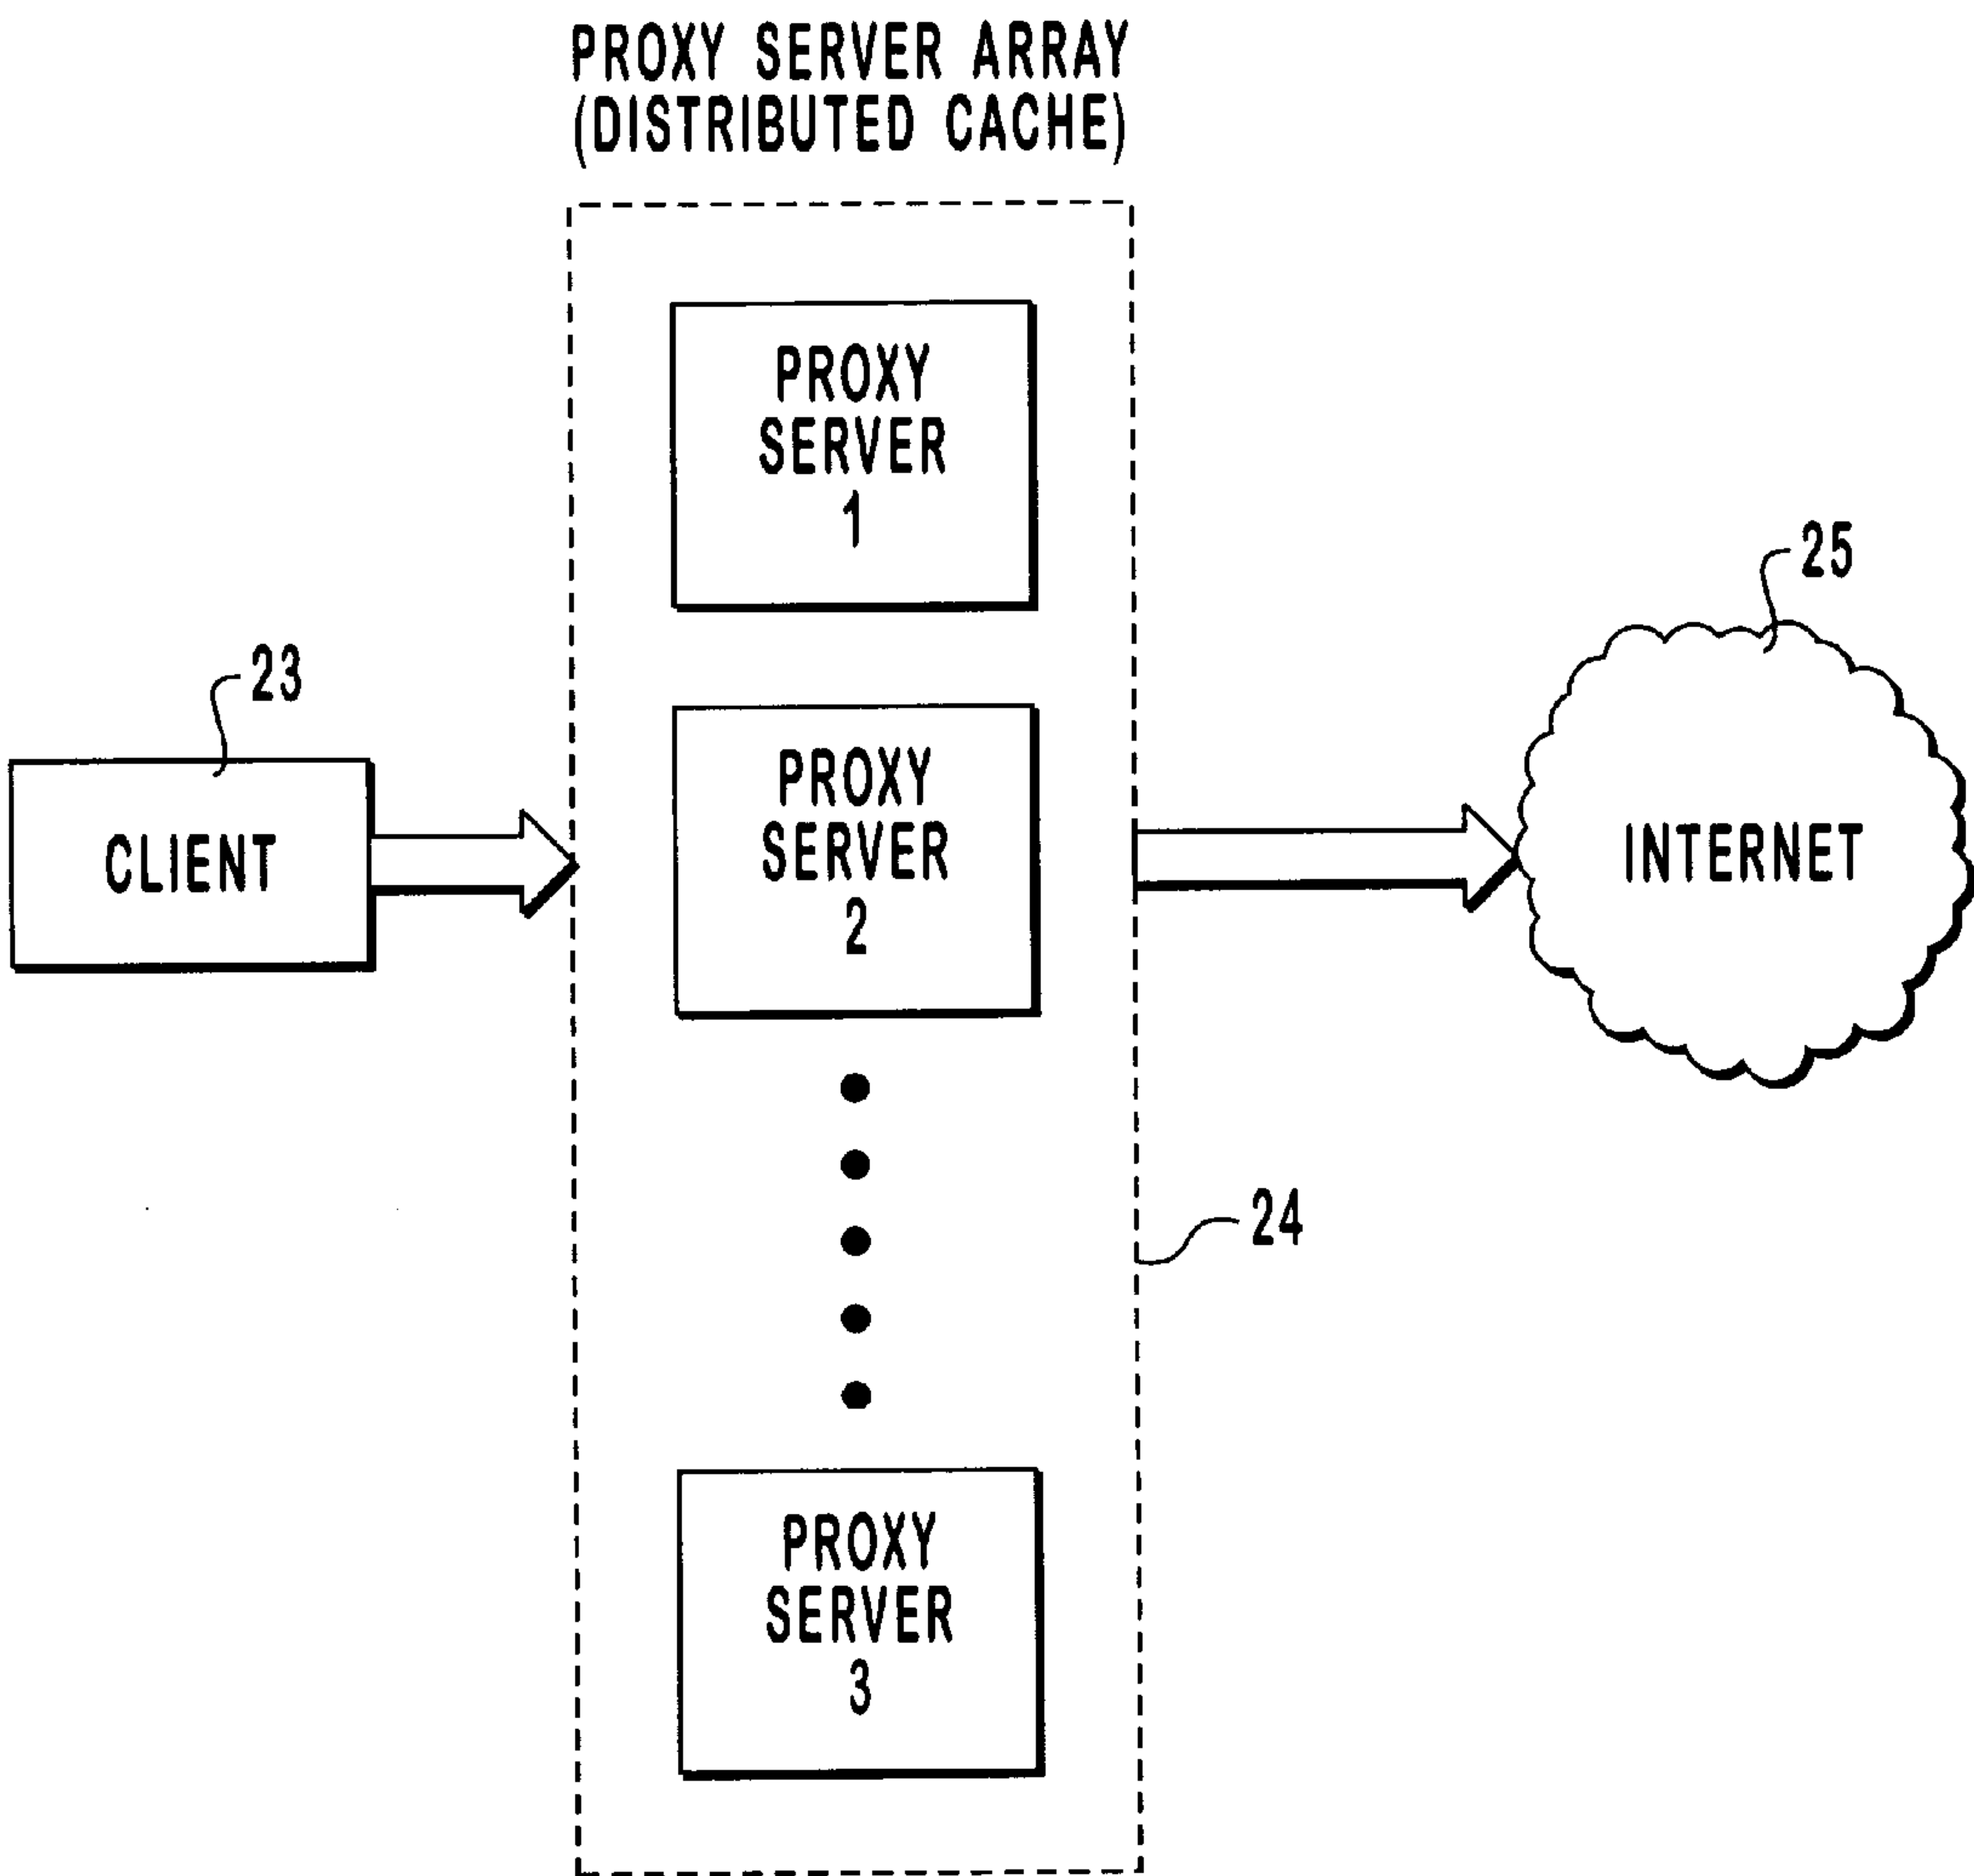 PROXY SERVER ARRAY
(DISTRIBUTED CACHE)
PROXY
SERVER
1
25
23
PROXY
SERVER
2
CLIENT
INTERNET
24
PROXY
SERVER
3